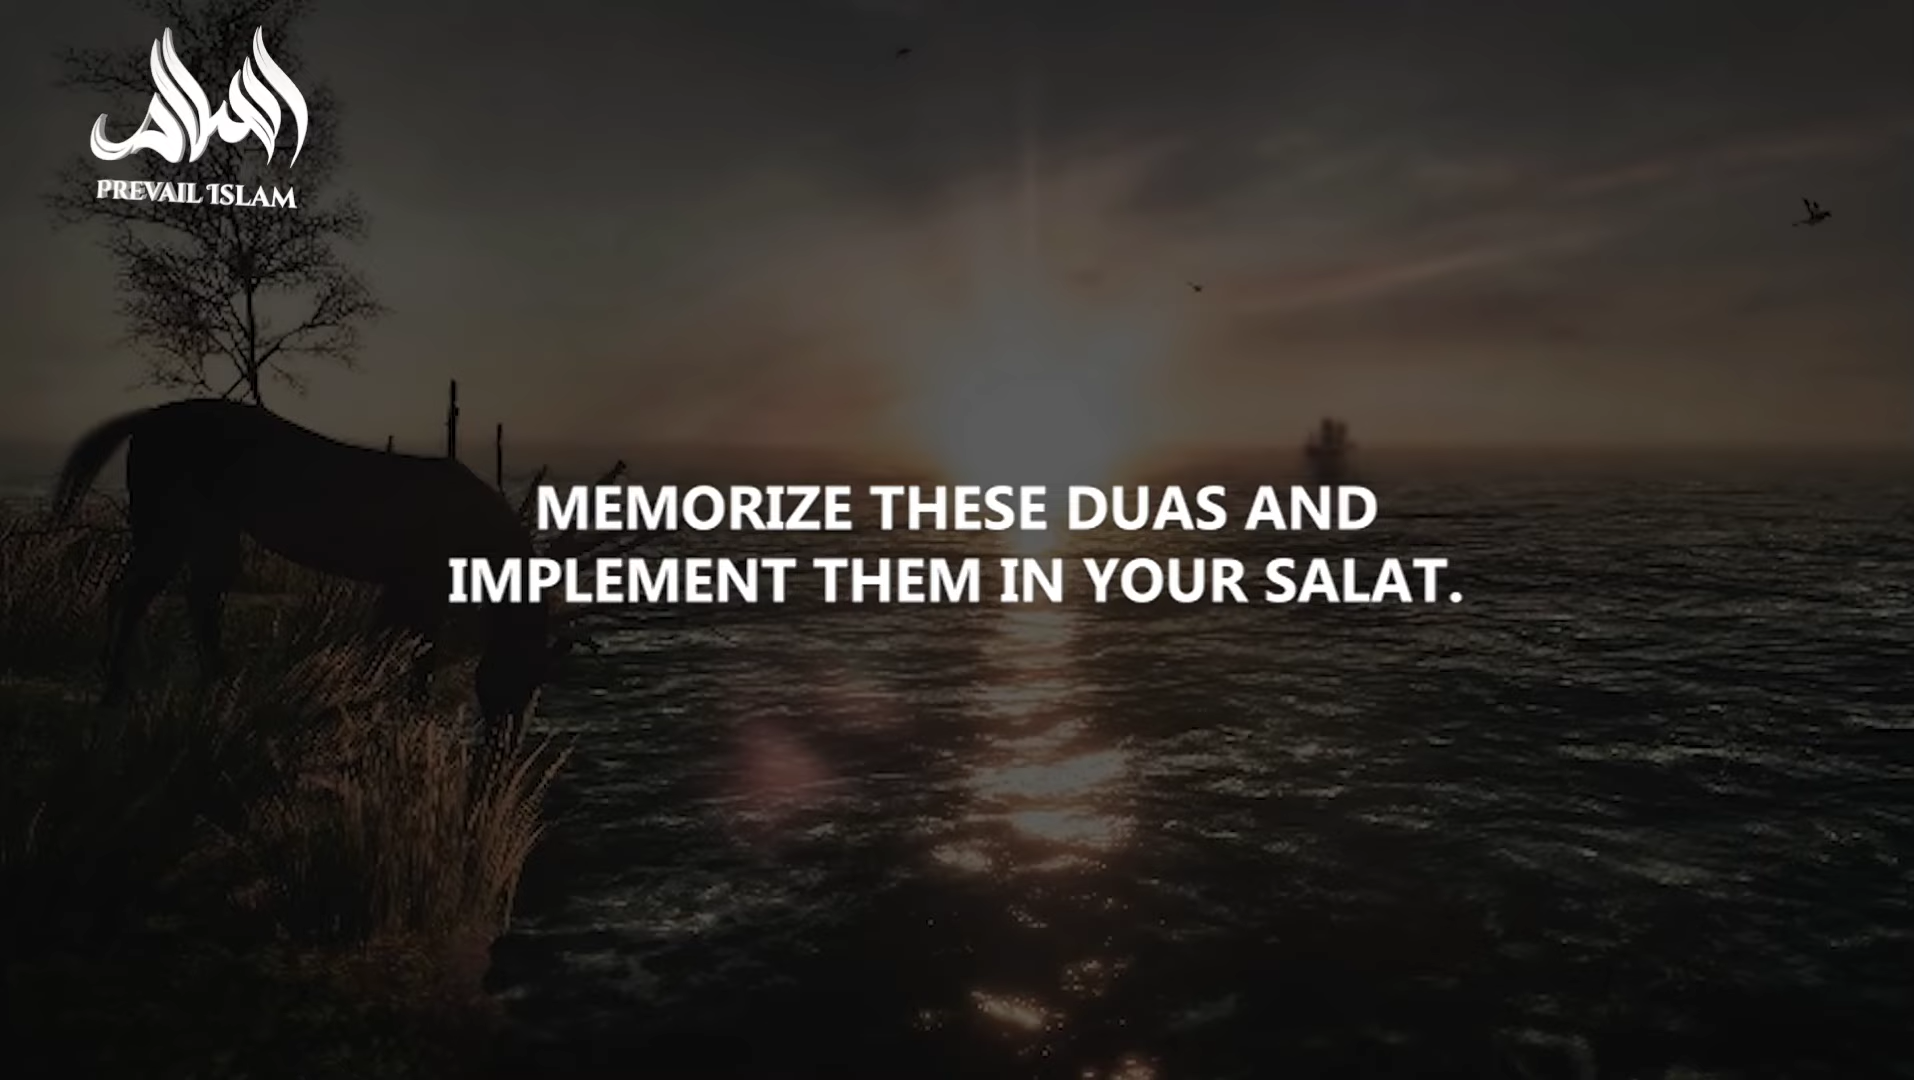 PREVAIL ISLAM
MEMORIZE THESE DUAS AND
IMPLEMENT THEM IN YOUR SALAT.